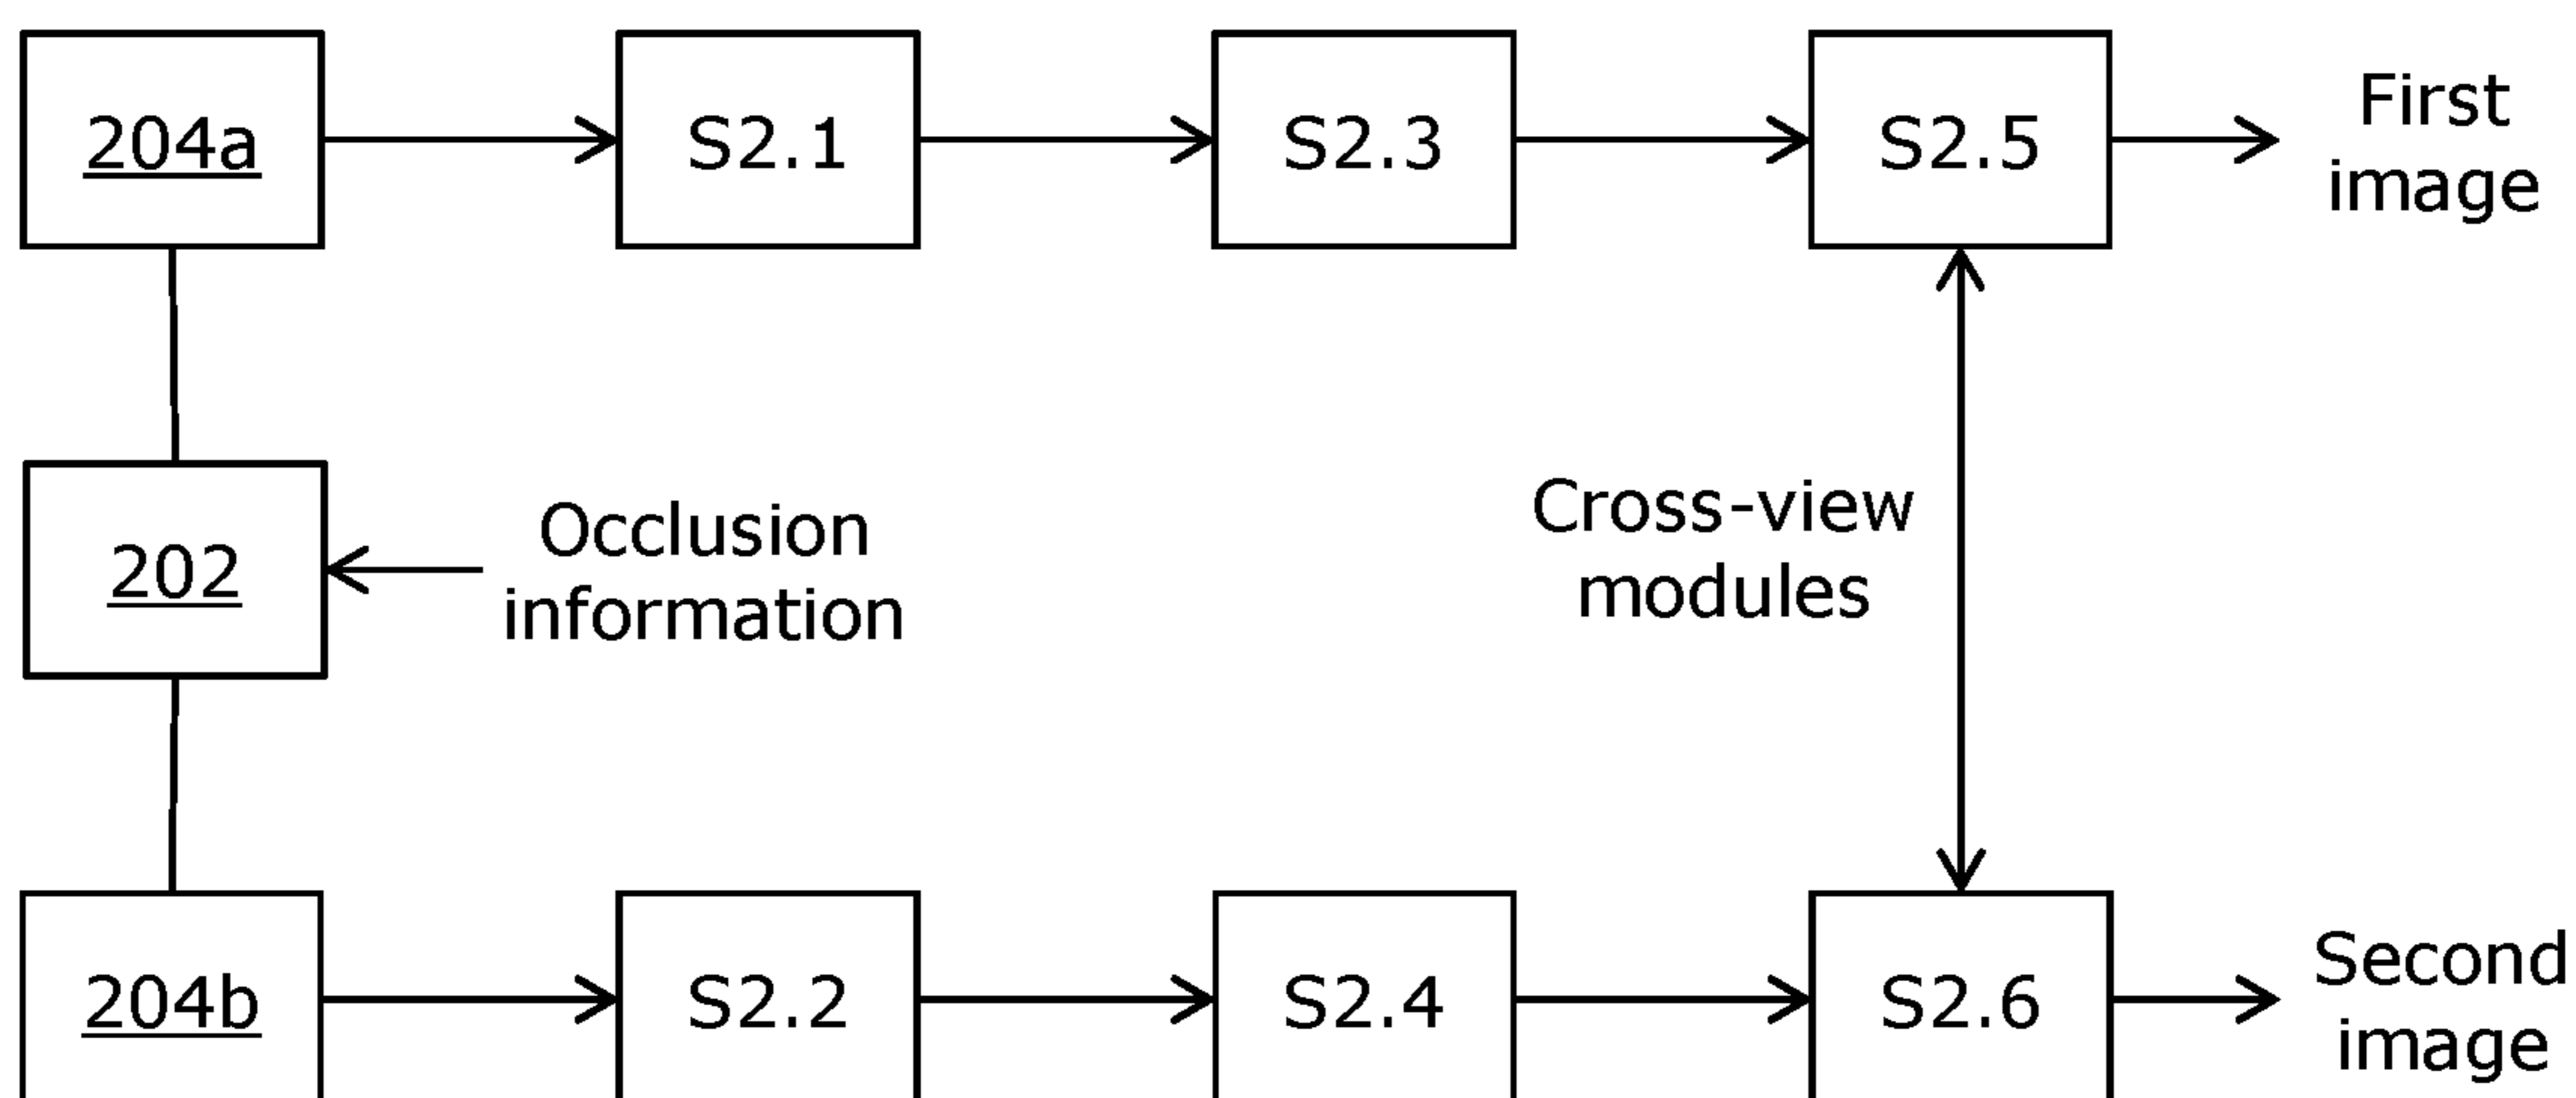 204a
S2.1
S2.3
S2.5
First
image
202
Occlusion
information
Cross-view
modules
204b
S2.2
S2.4
S2.6
Second
image